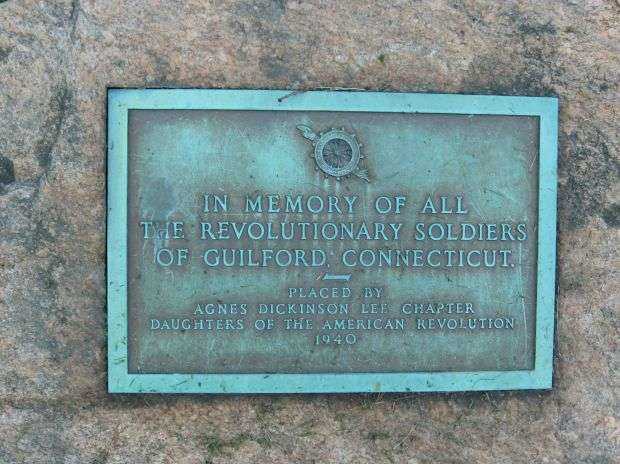 IN MEMORY OF ALL
THE REVOLUTIONARY SOLDIERS
OF GUILFORD, CONNECTICUT.
PLACED BY
AGNES DICKINSON LEE CHAPTER
DAUGHTERS OF THE AMERICAN REVOLUTION
1940